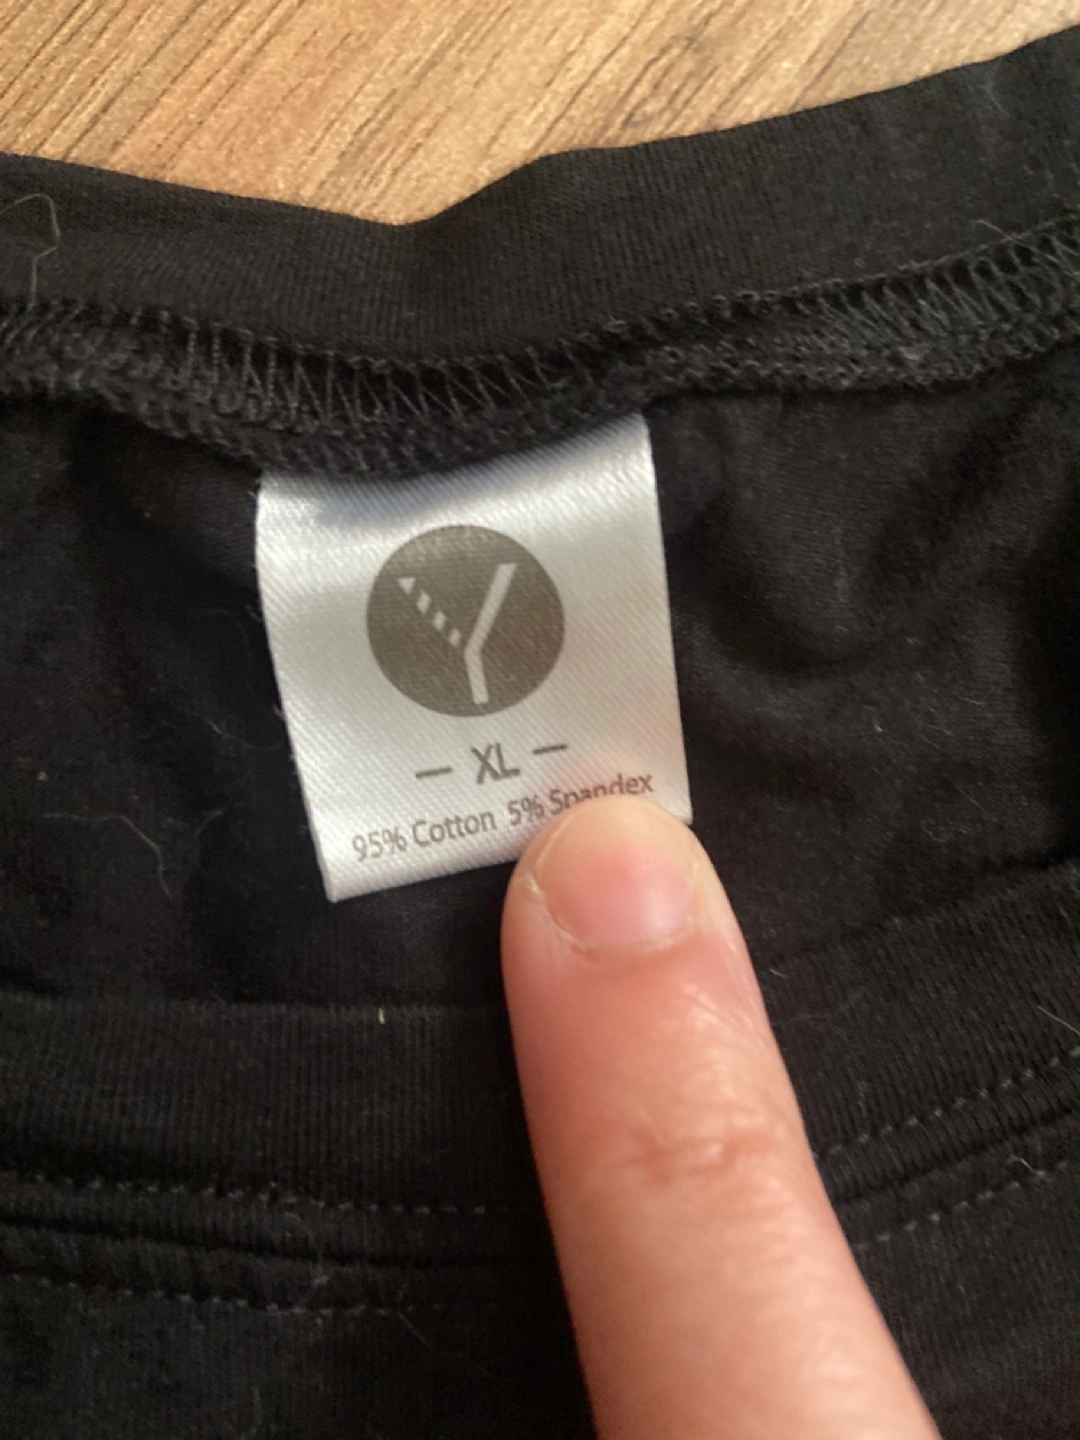 Y
— XL —
95% Cotton 5% Spandex